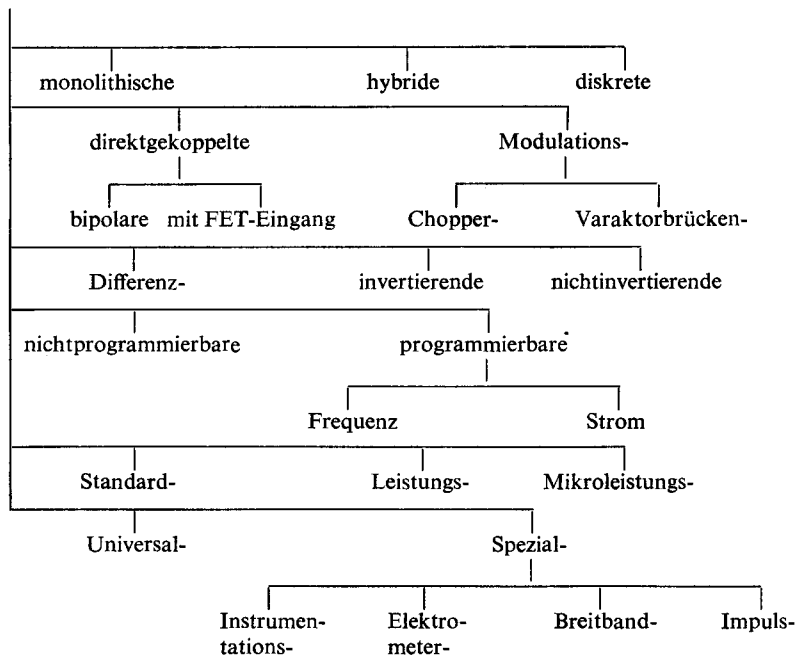 monolithische hybride diskrete
direktgekoppelte Modulations-
bipolare mit FET-Eingang Chopper- Varaktorbrücken-
Differenz- invertierende nichtinvertierende
nichtprogrammierbare programmierbare
Frequenz Strom
Standard- Leistungs- Mikroleistungs-
Universal- Spezial-
Instrumen- Elektro- Breitband- Impuls-
tations- meter-